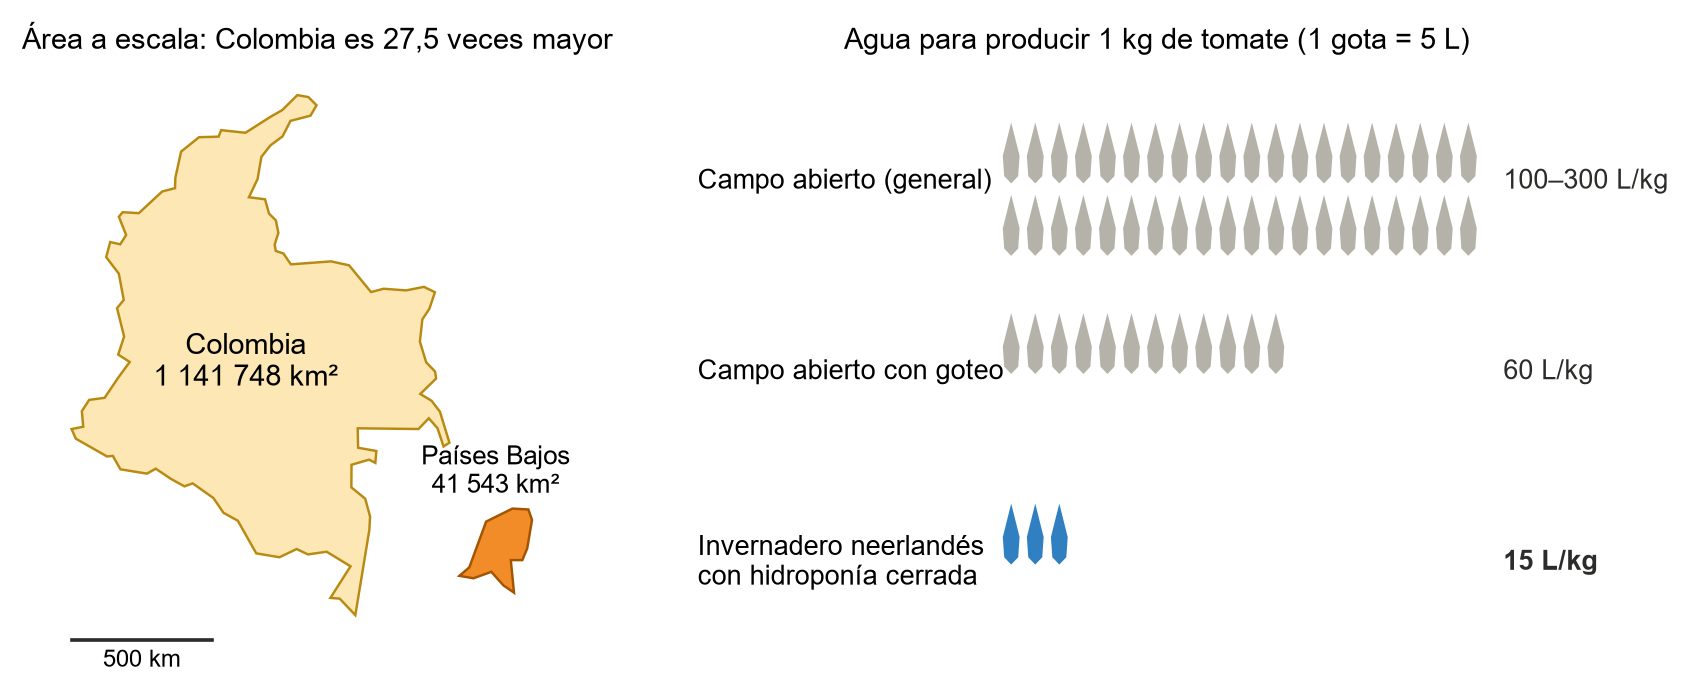 Área a escala: Colombia es 27,5 veces mayor
Colombia
1 141 748 km²
Países Bajos
41 543 km²
500 km
Agua para producir 1 kg de tomate (1 gota = 5 L)
Campo abierto (general)
100–300 L/kg
Campo abierto con goteo
60 L/kg
Invernadero neerlandés
con hidroponía cerrada
15 L/kg